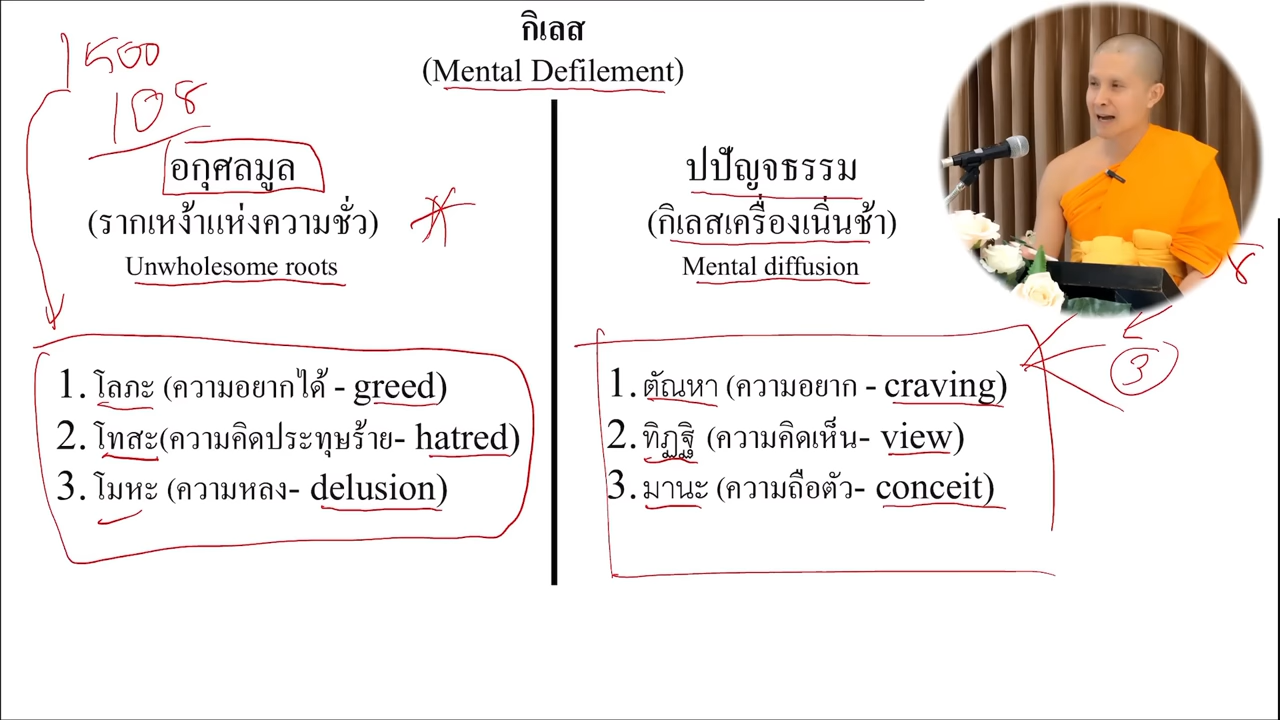 กิเลส
(Mental Defilement)
1500
108
อกุศลมูล
(รากเหง้าแห่งความชั่ว)
Unwholesome roots
1. โลภะ (ความอยากได้ - greed)
2. โทสะ(ความคิดประทุษร้าย- hatred)
3. โมหะ (ความหลง- delusion)
ปปัญจธรรม
(กิเลสเครื่องเนิ่นช้า)
Mental diffusion
8
3
1. ตัณหา (ความอยาก - craving)
2. ทิฏฐิ (ความคิดเห็น- view)
3. มานะ (ความถือตัว- conceit)